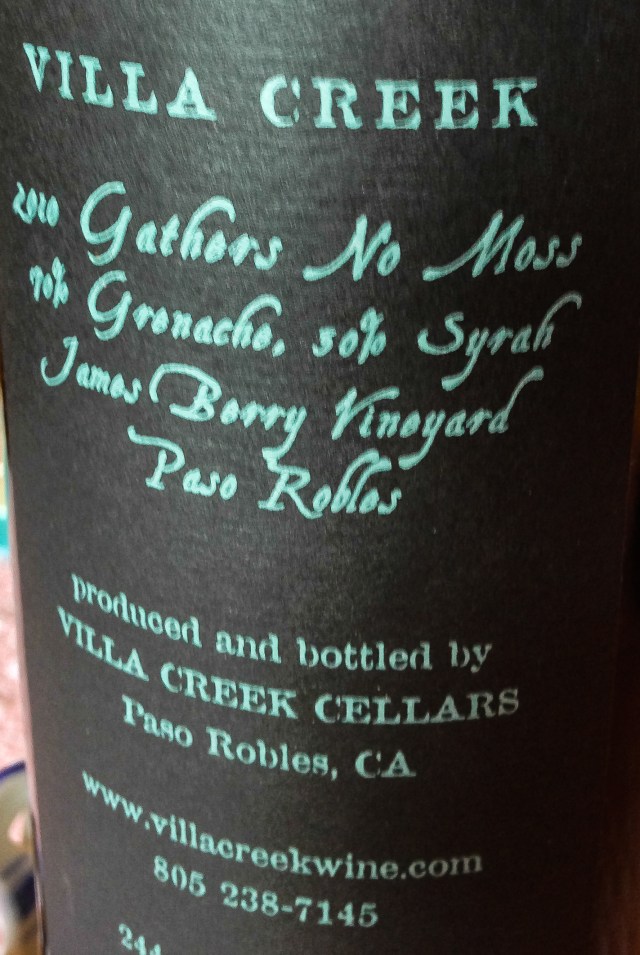 VILLA CREEK
2010 Gathers No Moss
70% Grenache, 30% Syrah
James Berry Vineyard
Paso Robles
produced and bottled by
VILLA CREEK CELLARS
Paso Robles, CA
www.villacreekwine.com
805 238-7145